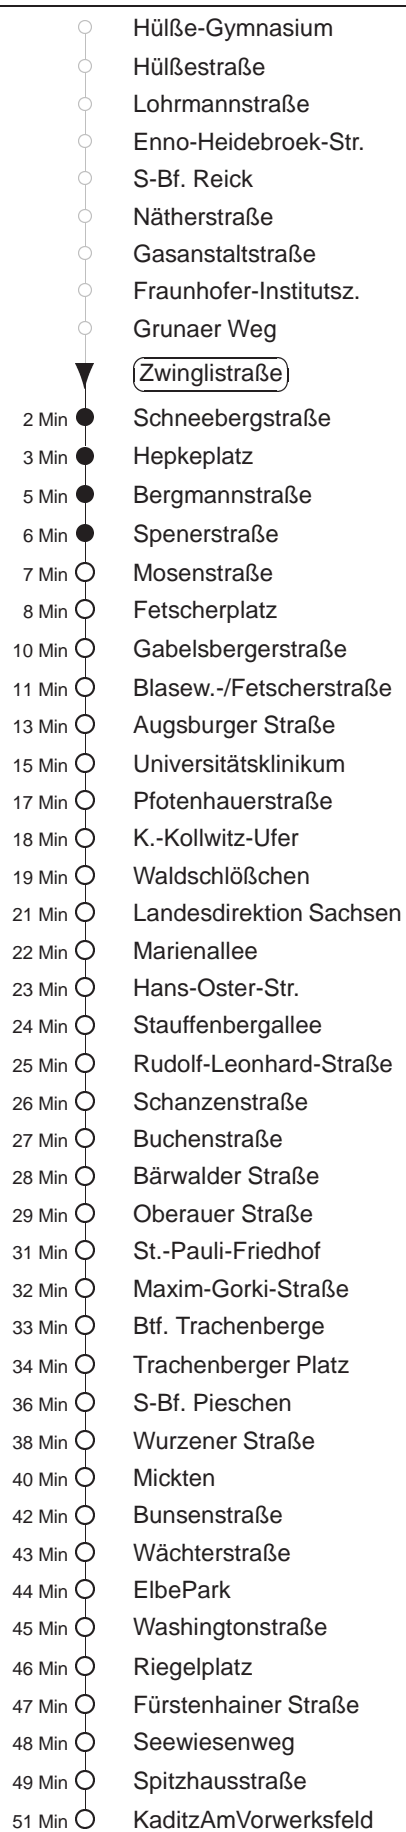 Hülße-Gymnasium
Hülßestraße
Lohrmannstraße
Enno-Heidebroek-Str.
S-Bf. Reick
Nätherstraße
Gasanstaltstraße
Fraunhofer-Institutsz.
Grunaer Weg
Zwinglistraße
2 Min Schneebergstraße
3 Min Hepkeplatz
5 Min Bergmannstraße
6 Min Spenerstraße
7 Min Mosenstraße
8 Min Fetscherplatz
10 Min Gabelsbergerstraße
11 Min Blasew.-/Fetscherstraße
13 Min Augsburger Straße
15 Min Universitätsklinikum
17 Min Pfotenhauerstraße
18 Min K.-Kollwitz-Ufer
19 Min Waldschlößchen
21 Min Landesdirektion Sachsen
22 Min Marienallee
23 Min Hans-Oster-Str.
24 Min Stauffenbergallee
25 Min Rudolf-Leonhard-Straße
26 Min Schanzenstraße
27 Min Buchenstraße
28 Min Bärwalder Straße
29 Min Oberauer Straße
31 Min St.-Pauli-Friedhof
32 Min Maxim-Gorki-Straße
33 Min Btf. Trachenberge
34 Min Trachenberger Platz
36 Min S-Bf. Pieschen
38 Min Wurzener Straße
40 Min Mickten
42 Min Bunsenstraße
43 Min Wächterstraße
44 Min ElbePark
45 Min Washingtonstraße
46 Min Riegelplatz
47 Min Fürstenhainer Straße
48 Min Seewiesenweg
49 Min Spitzhausstraße
51 Min KaditzAmVorwerksfeld